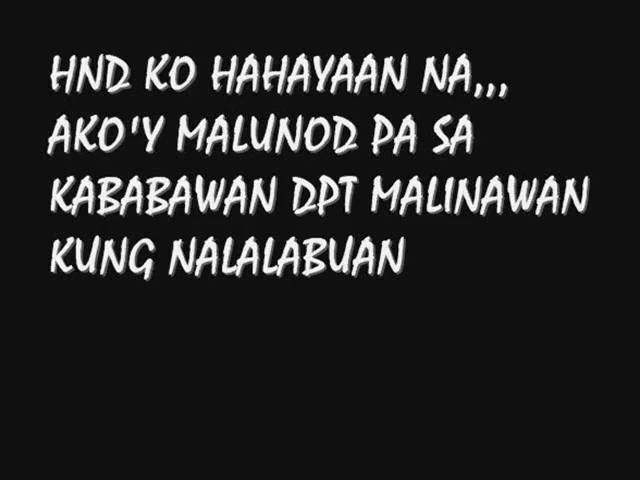 HND KO HAHAYAAN NA,,,
AKO'Y MALUNOD PA SA
KABABAWAN DPT MALINAWAN
KUNG NALALABUAN